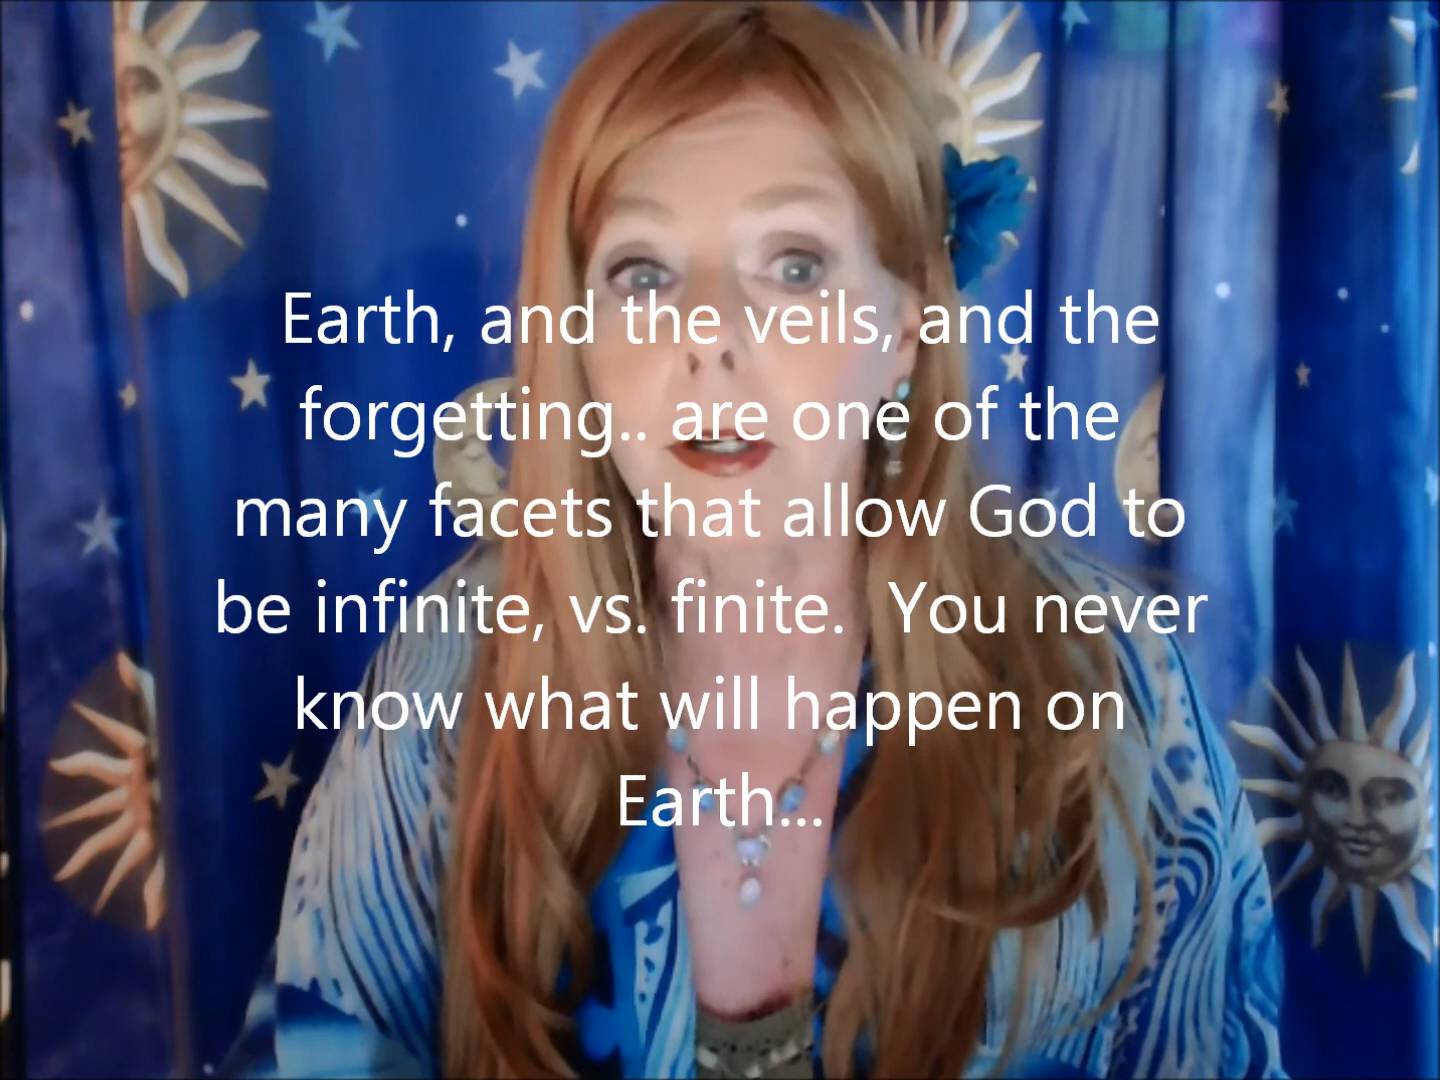 Earth, and the veils, and the
forgetting.. are one of the
many facets that allow God to
be infinite, vs. finite.  You never
know what will happen on
Earth...